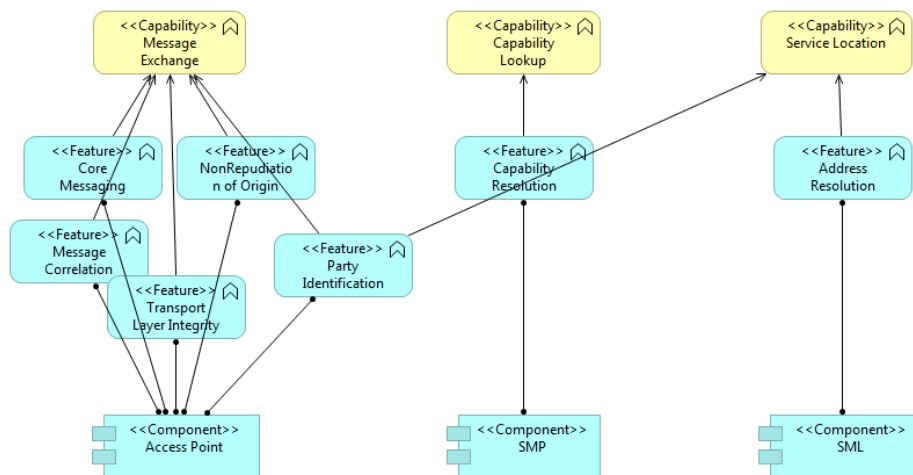 <<Capability>>
Message
Exchange
<<Capability>>
Capability
Lookup
<<Capability>>
Service Location
<<Feature>>
Core
Messaging
<<Feature>>
NonRepudiatio
n of Origin
<<Feature>>
Capability
Resolution
<<Feature>>
Address
Resolution
<<Feature>>
Message
Correlation
<<Feature>>
Party
Identification
<<Feature>>
Transport
Layer Integrity
<<Component>>
Access Point
<<Component>>
SMP
<<Component>>
SML